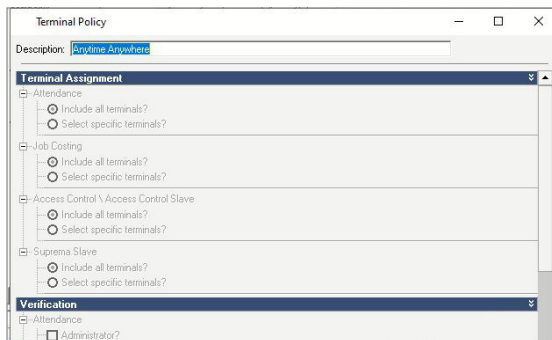 Terminal Policy
Description: Anytime Anywhere
Terminal Assignment
Attendance
Include all terminals?
Select specific terminals?
Job Costing
Include all terminals?
Select specific terminals?
Access Control \ Access Control Slave
Include all terminals?
Select specific terminals?
Suprema Slave
Include all terminals?
Select specific terminals?
Verification
Attendance
Administrator?